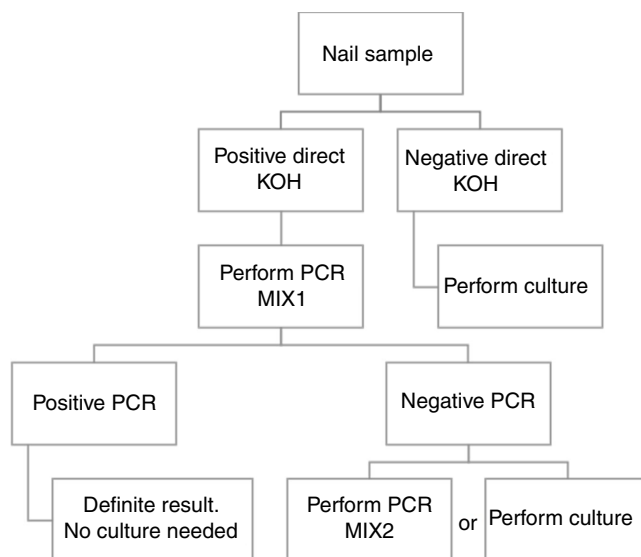 Nail sample
Positive direct
KOH
Negative direct
KOH
Perform PCR
MIX1
Perform culture
Positive PCR
Negative PCR
Definite result.
No culture needed
Perform PCR
MIX2
or
Perform culture